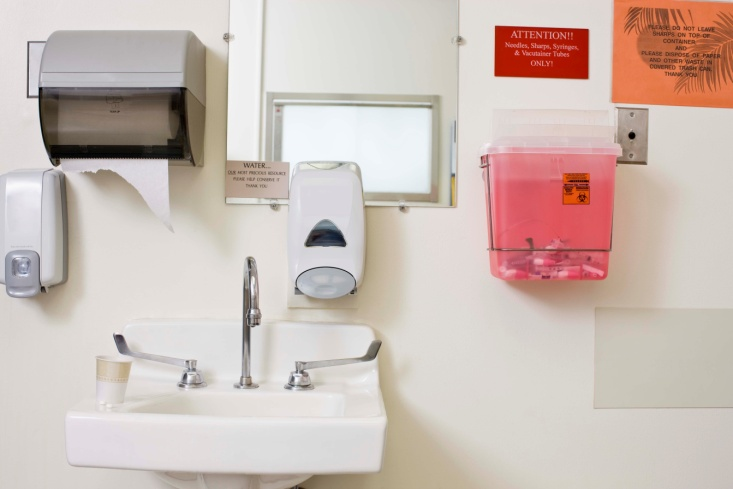 ATTENTION!!
Needles, Sharps, Syringes,
& Vacutainer Tubes
ONLY!
PLEASE DO NOT LEAVE
SHARPS ON TOP OF
CONTAINER
AND
PLEASE DISPOSE OF PAPER
AND OTHER WASTE IN
COVERED TRASH CAN.
THANK YOU
WATER...
OUR MOST PRECIOUS RESOURCE
PLEASE HELP CONSERVE IT
THANK YOU